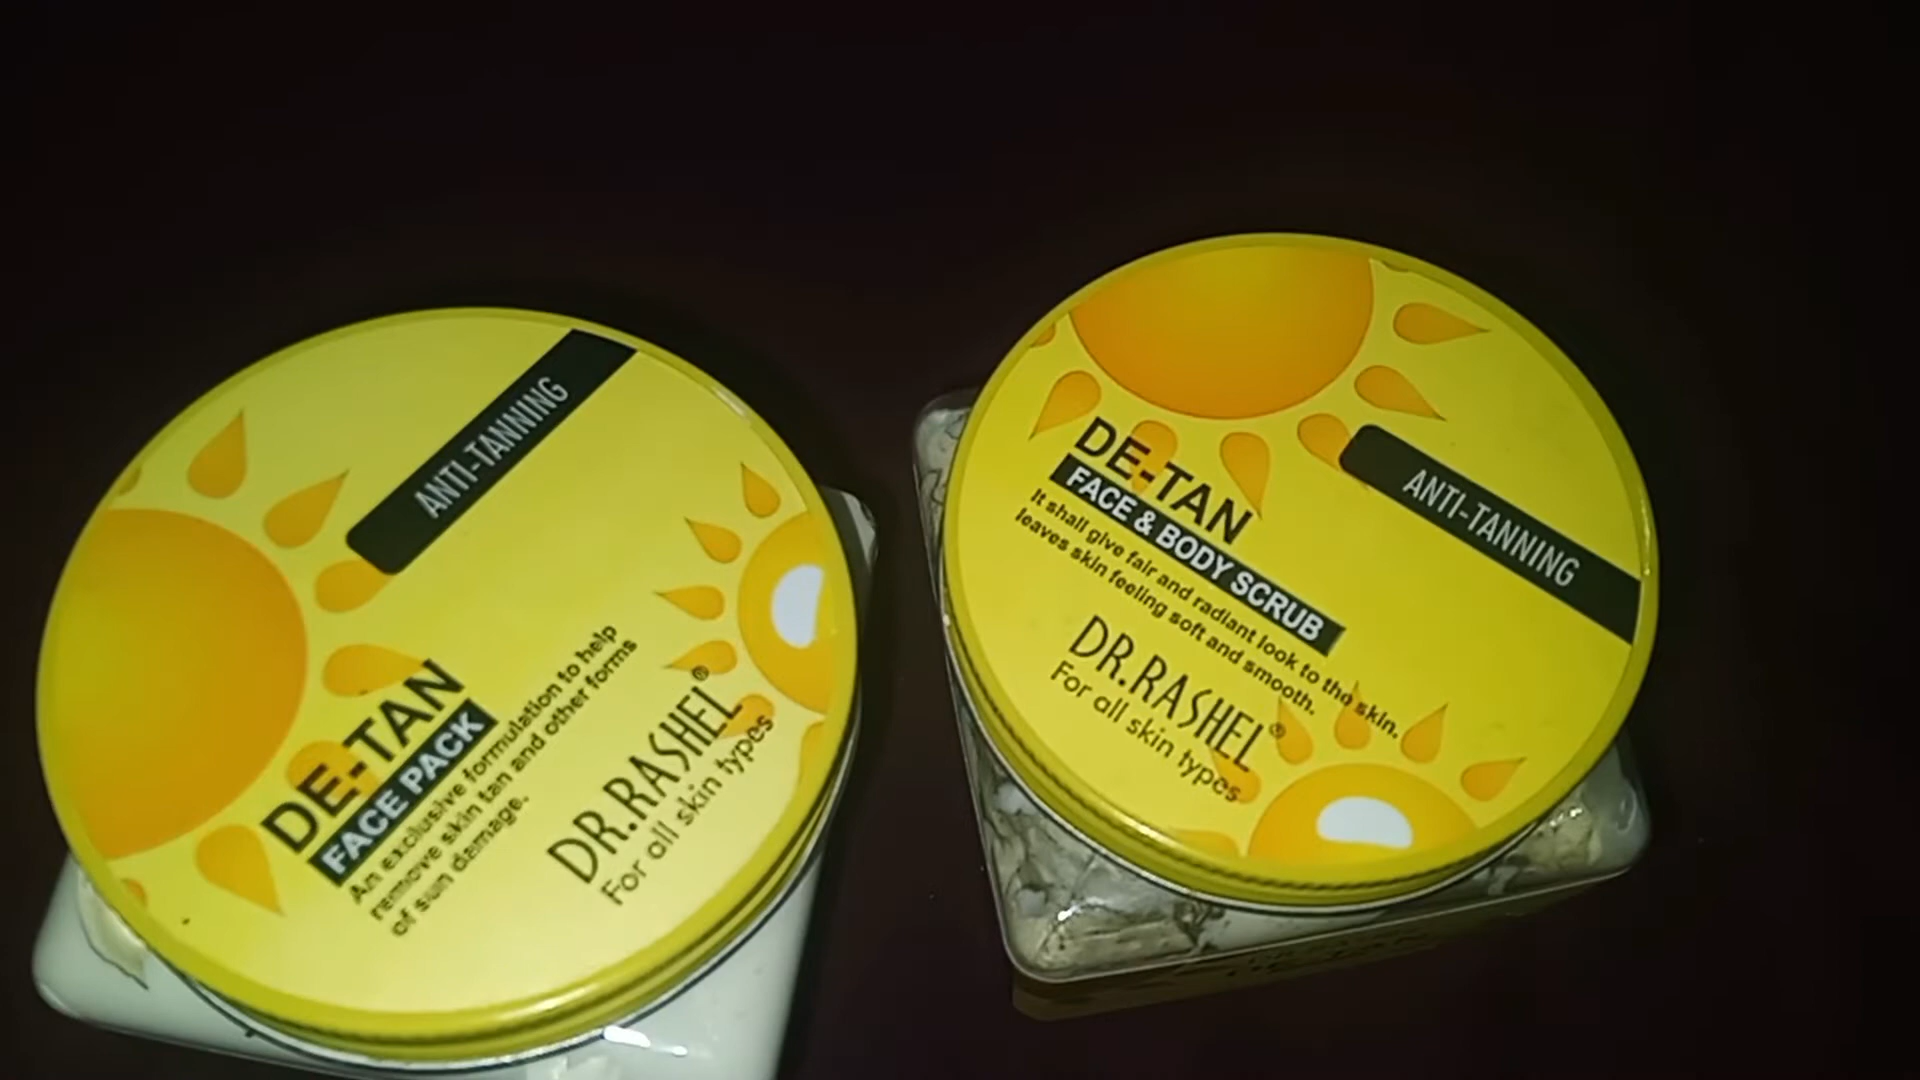 ANTI-TANNING
DE-TAN
FACE PACK
An exclusive formulation to help
remove skin tan and other forms
of sun damage.
DR.RASHEL®
For all skin types
ANTI-TANNING
DE-TAN
FACE & BODY SCRUB
It shall give fair and radiant look to the skin.
leaves skin feeling soft and smooth.
DR.RASHEL®
For all skin types